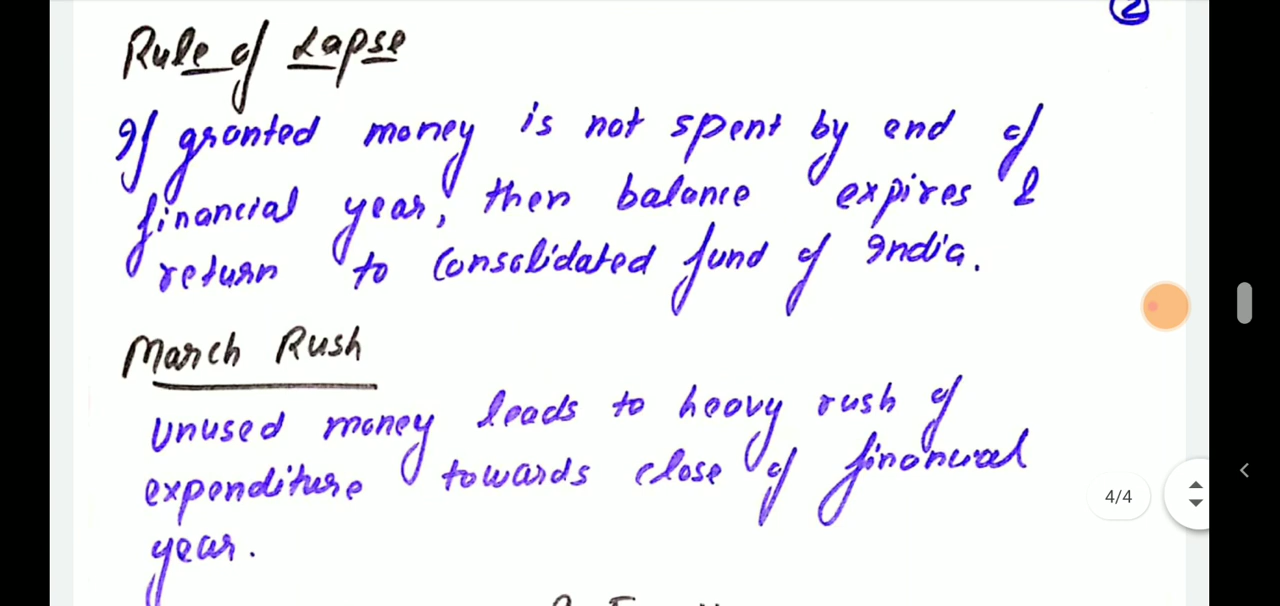 2
Rule of Lapse
If granted money is not spent by end of
financial year, then balance expires &
return to Consolidated fund of India.
March Rush
Unused money leads to heavy rush of
expenditure towards close of financial
year.
4/4